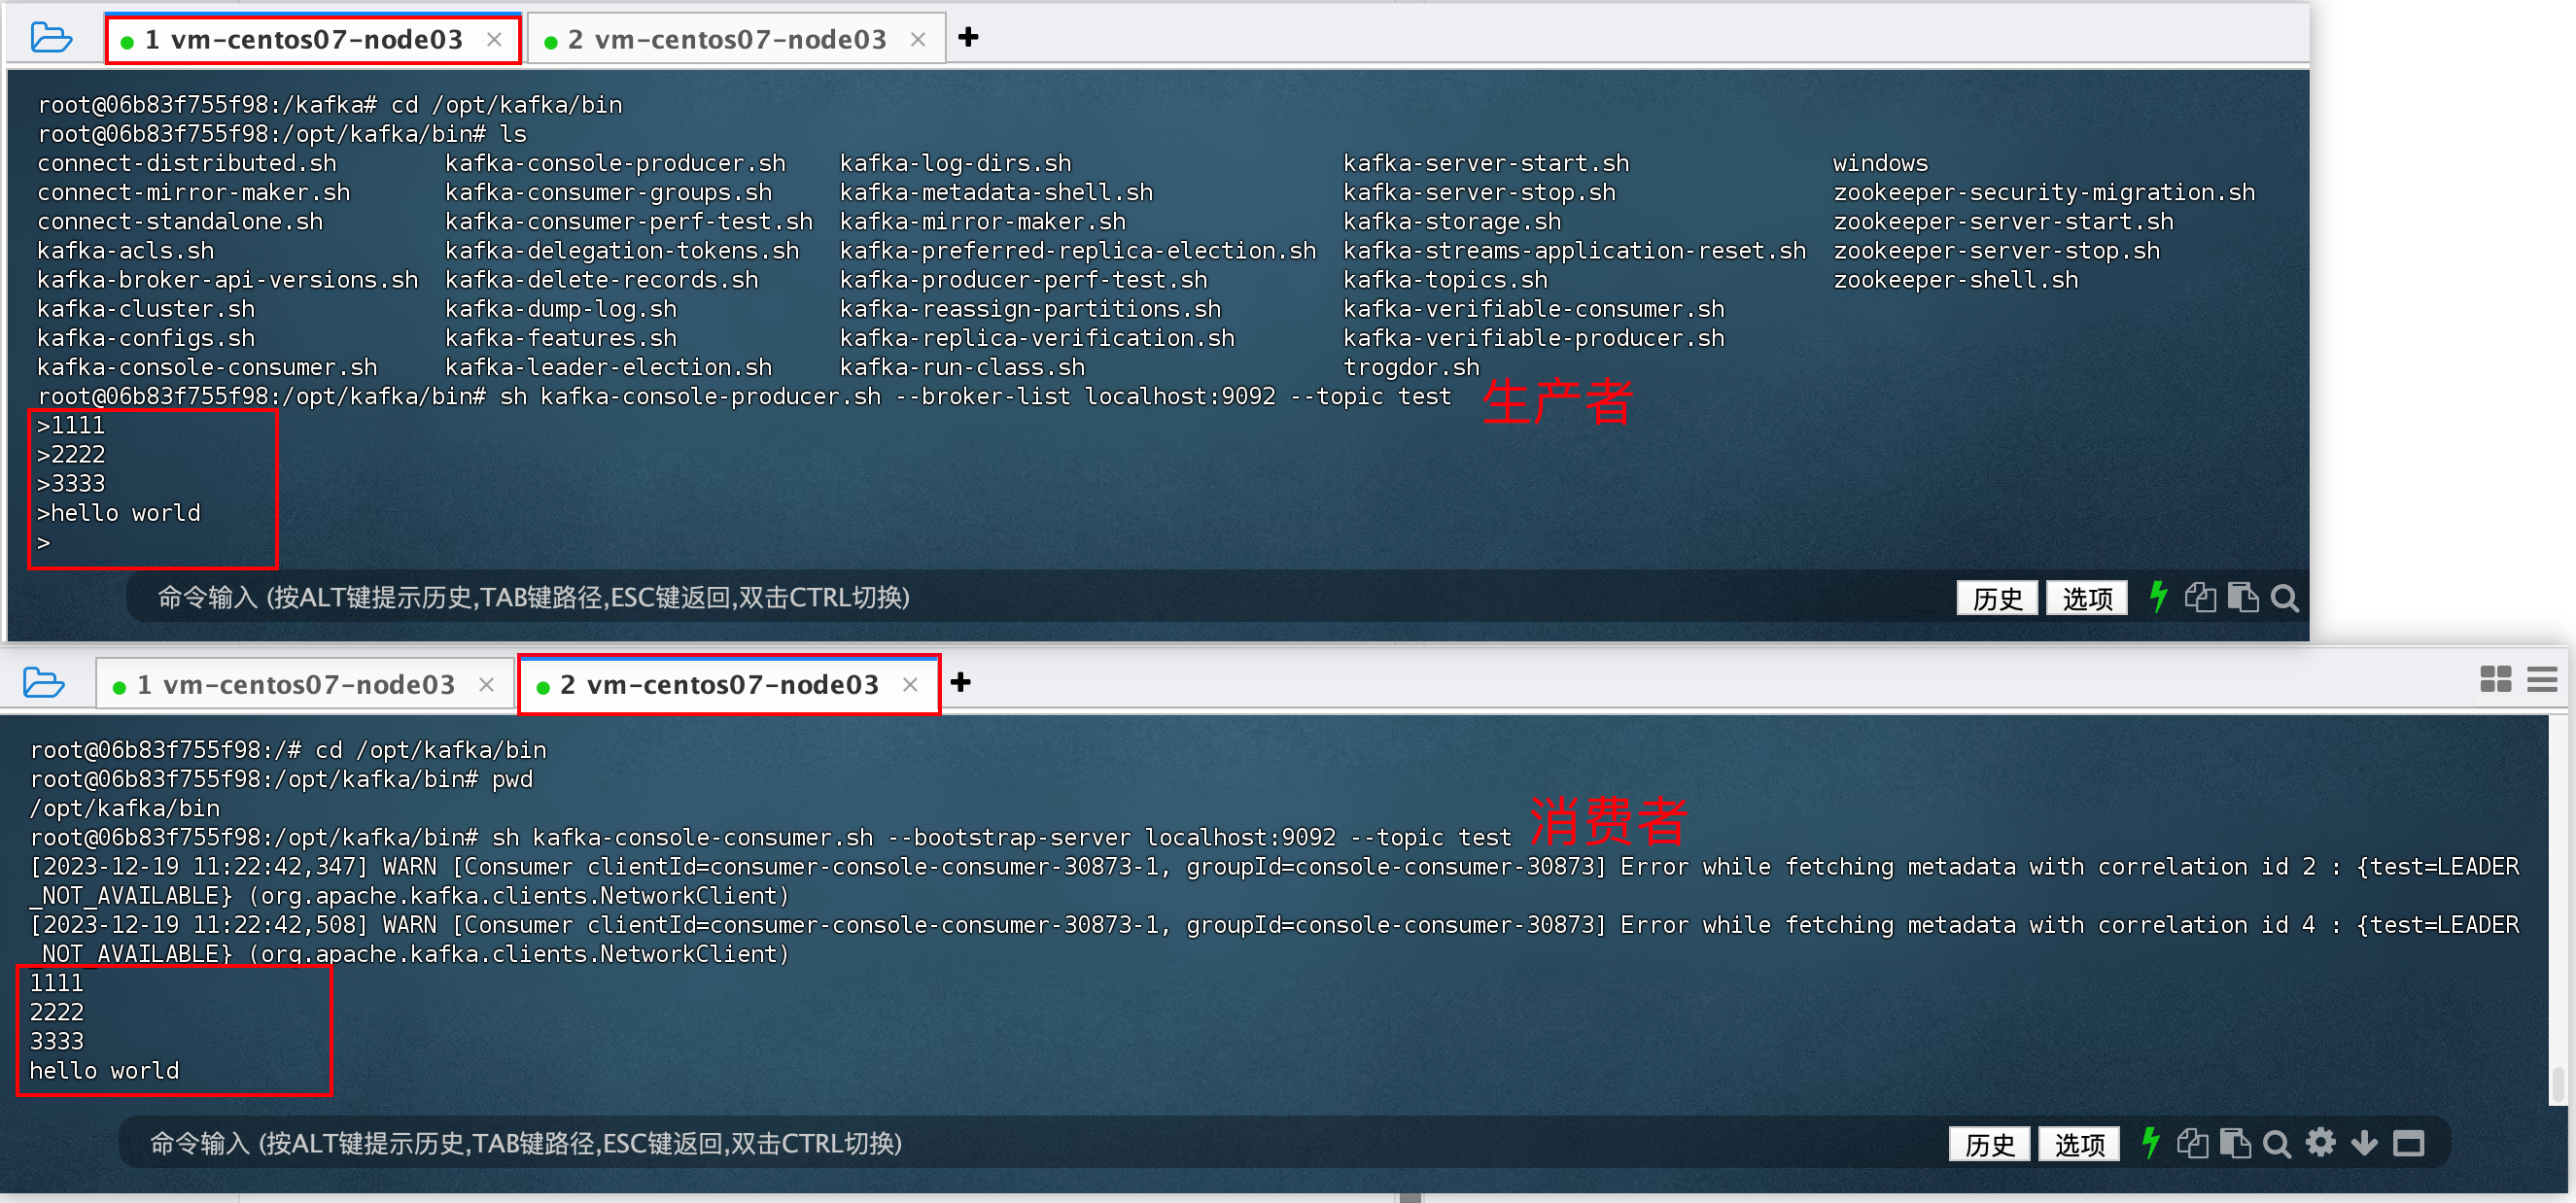 1 vm-centos07-node03 × 2 vm-centos07-node03 × +
root@06b83f755f98:/kafka# cd /opt/kafka/bin
root@06b83f755f98:/opt/kafka/bin# ls
connect-distributed.sh kafka-console-producer.sh kafka-log-dirs.sh kafka-server-start.sh windows
connect-mirror-maker.sh kafka-consumer-groups.sh kafka-metadata-shell.sh kafka-server-stop.sh zookeeper-security-migration.sh
connect-standalone.sh kafka-consumer-perf-test.sh kafka-mirror-maker.sh kafka-storage.sh zookeeper-server-start.sh
kafka-acls.sh kafka-delegation-tokens.sh kafka-preferred-replica-election.sh kafka-streams-application-reset.sh zookeeper-server-stop.sh
kafka-broker-api-versions.sh kafka-delete-records.sh kafka-producer-perf-test.sh kafka-topics.sh zookeeper-shell.sh
kafka-cluster.sh kafka-dump-log.sh kafka-reassign-partitions.sh kafka-verifiable-consumer.sh
kafka-configs.sh kafka-features.sh kafka-replica-verification.sh kafka-verifiable-producer.sh
kafka-console-consumer.sh kafka-leader-election.sh kafka-run-class.sh trogdor.sh
root@06b83f755f98:/opt/kafka/bin# sh kafka-console-producer.sh --broker-list localhost:9092 --topic test 生产者
>1111
>2222
>3333
>hello world
>
命令输入 (按ALT键提示历史,TAB键路径,ESC键返回,双击CTRL切换) 历史 选项
1 vm-centos07-node03 × 2 vm-centos07-node03 × +
root@06b83f755f98:/# cd /opt/kafka/bin
root@06b83f755f98:/opt/kafka/bin# pwd
/opt/kafka/bin
root@06b83f755f98:/opt/kafka/bin# sh kafka-console-consumer.sh --bootstrap-server localhost:9092 --topic test 消费者
[2023-12-19 11:22:42,347] WARN [Consumer clientId=consumer-console-consumer-30873-1, groupId=console-consumer-30873] Error while fetching metadata with correlation id 2 : {test=LEADER
_NOT_AVAILABLE} (org.apache.kafka.clients.NetworkClient)
[2023-12-19 11:22:42,508] WARN [Consumer clientId=consumer-console-consumer-30873-1, groupId=console-consumer-30873] Error while fetching metadata with correlation id 4 : {test=LEADER
_NOT_AVAILABLE} (org.apache.kafka.clients.NetworkClient)
1111
2222
3333
hello world
命令输入 (按ALT键提示历史,TAB键路径,ESC键返回,双击CTRL切换) 历史 选项